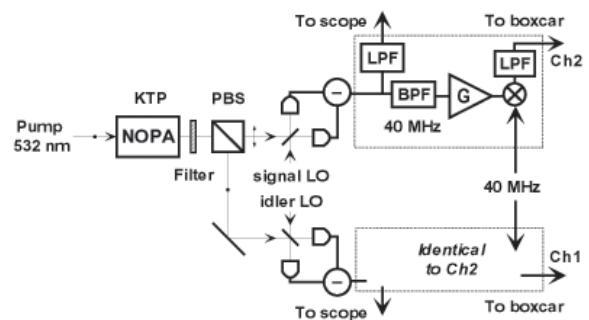 To scope
To boxcar
LPF
LPF
Ch2
KTP
PBS
BPF
G
Pump
532 nm
NOPA
40 MHz
Filter
signal LO
idler LO
40 MHz
Identical
to Ch2
Ch1
To scope
To boxcar